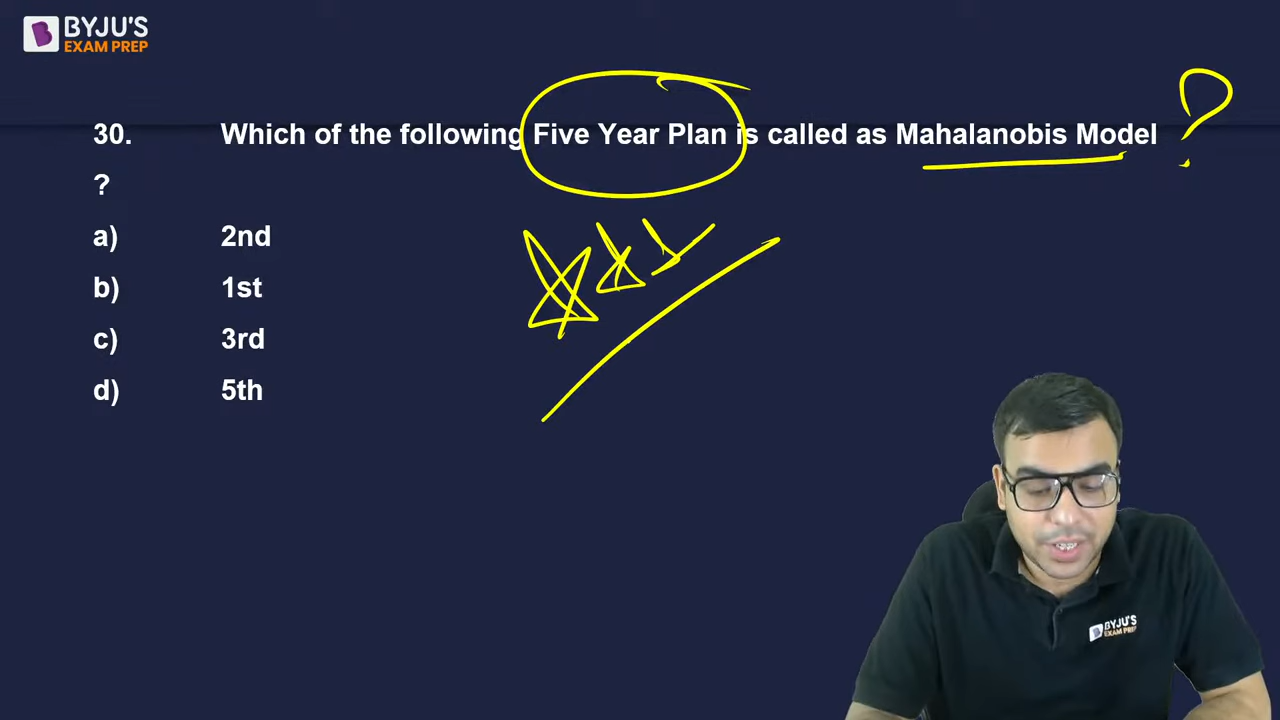 BYJU'S
EXAM PREP
30. Which of the following Five Year Plan is called as Mahalanobis Model
?
?
a) 2nd
b) 1st
c) 3rd
d) 5th
BYJU'S
EXAM PREP